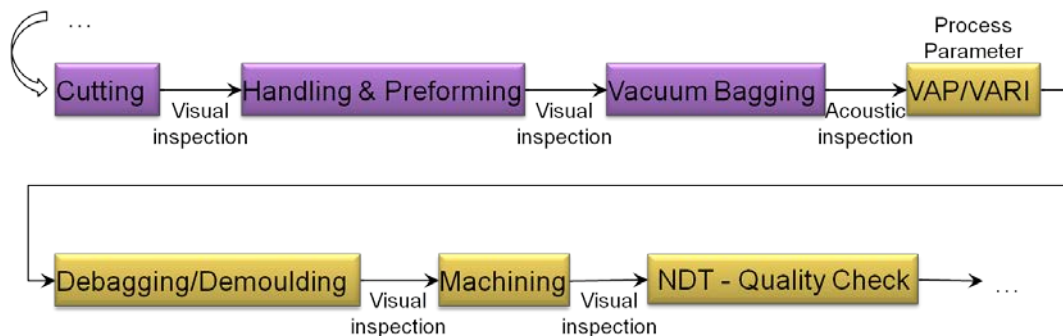 ...
Cutting
Visual
inspection
Handling & Preforming
Visual
inspection
Vacuum Bagging
Acoustic
inspection
Process
Parameter
VAP/VARI
Debagging/Demoulding
Visual
inspection
Machining
Visual
inspection
NDT - Quality Check
...